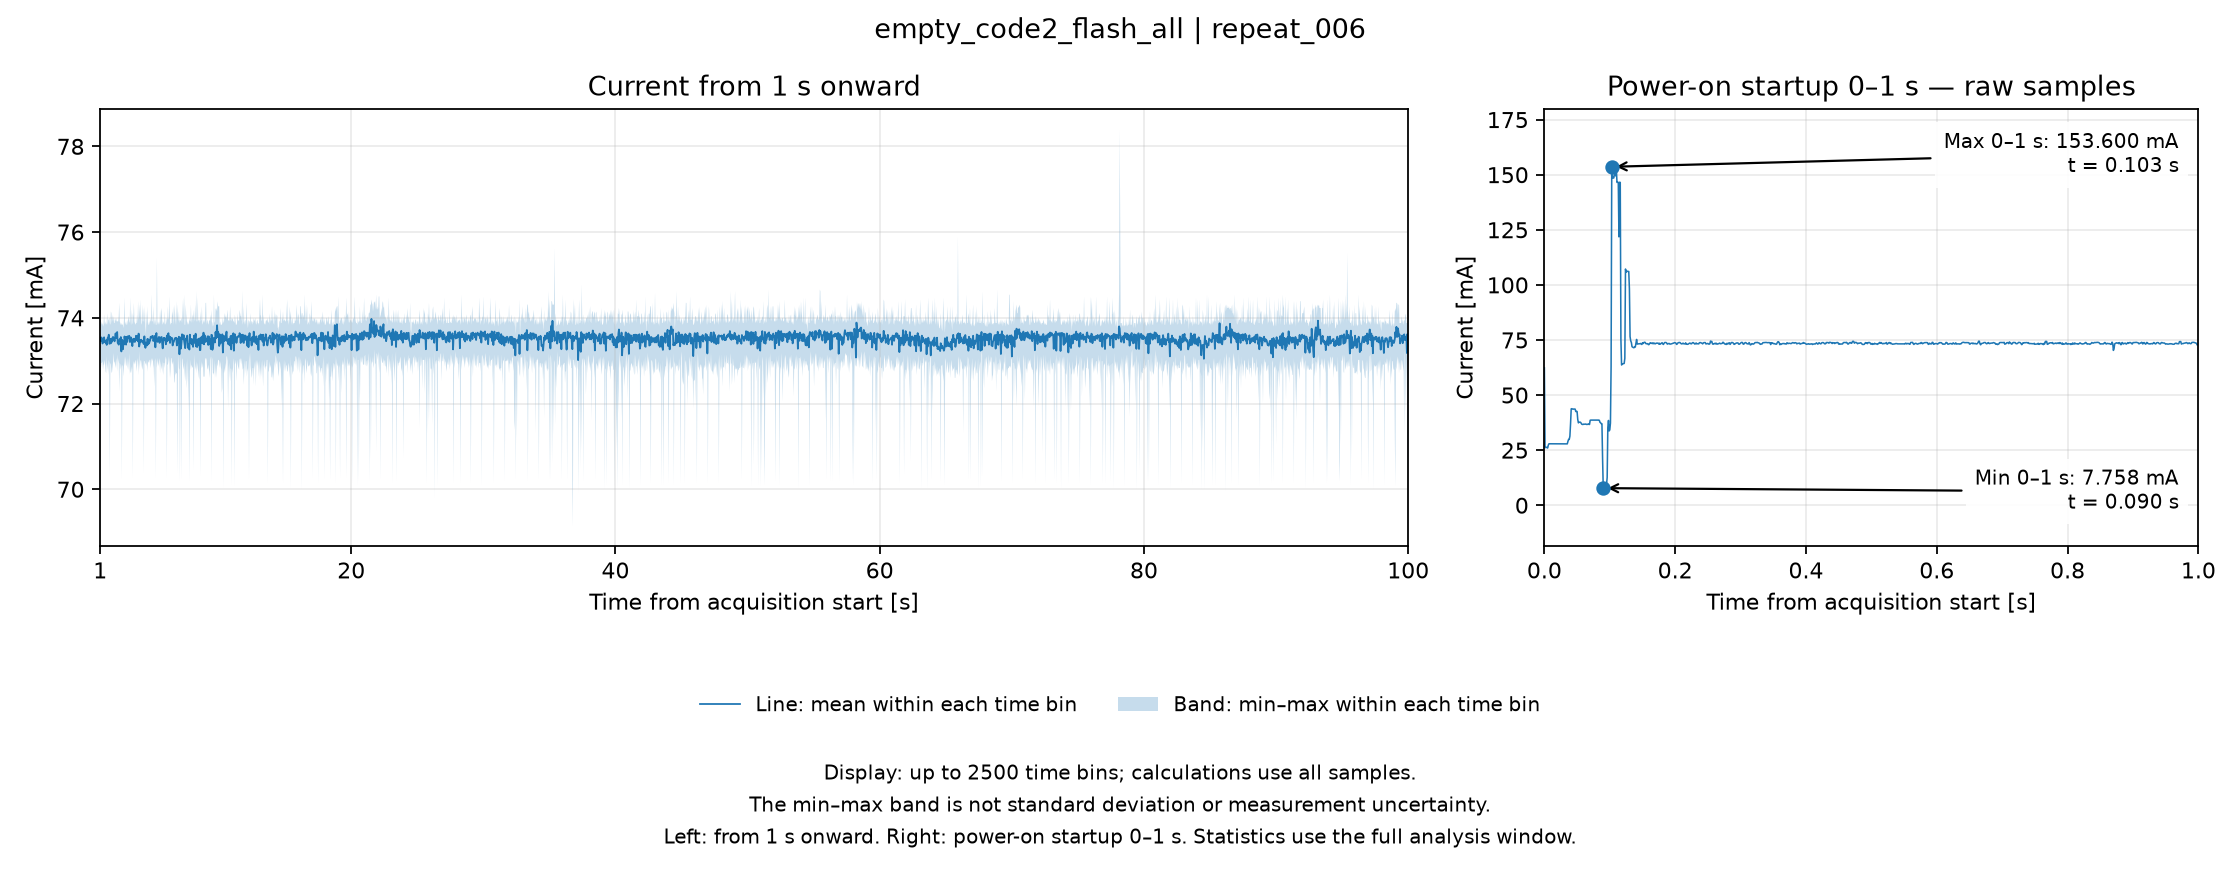 empty_code2_flash_all | repeat_006
Current from 1 s onward
Current [mA]
78
76
74
72
70
1
20
40
60
80
100
Time from acquisition start [s]
Power-on startup 0–1 s — raw samples
Current [mA]
175
150
125
100
75
50
25
0
Max 0–1 s: 153.600 mA
t = 0.103 s
Min 0–1 s: 7.758 mA
t = 0.090 s
0.0
0.2
0.4
0.6
0.8
1.0
Time from acquisition start [s]
Line: mean within each time bin
Band: min–max within each time bin
Display: up to 2500 time bins; calculations use all samples.
The min–max band is not standard deviation or measurement uncertainty.
Left: from 1 s onward. Right: power-on startup 0–1 s. Statistics use the full analysis window.